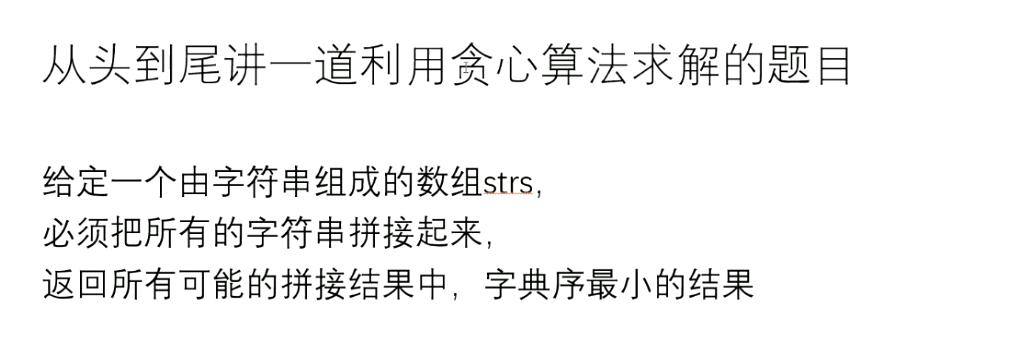 从头到尾讲一道利用贪心算法求解的题目
给定一个由字符串组成的数组strs，
必须把所有的字符串拼接起来，
返回所有可能的拼接结果中，字典序最小的结果